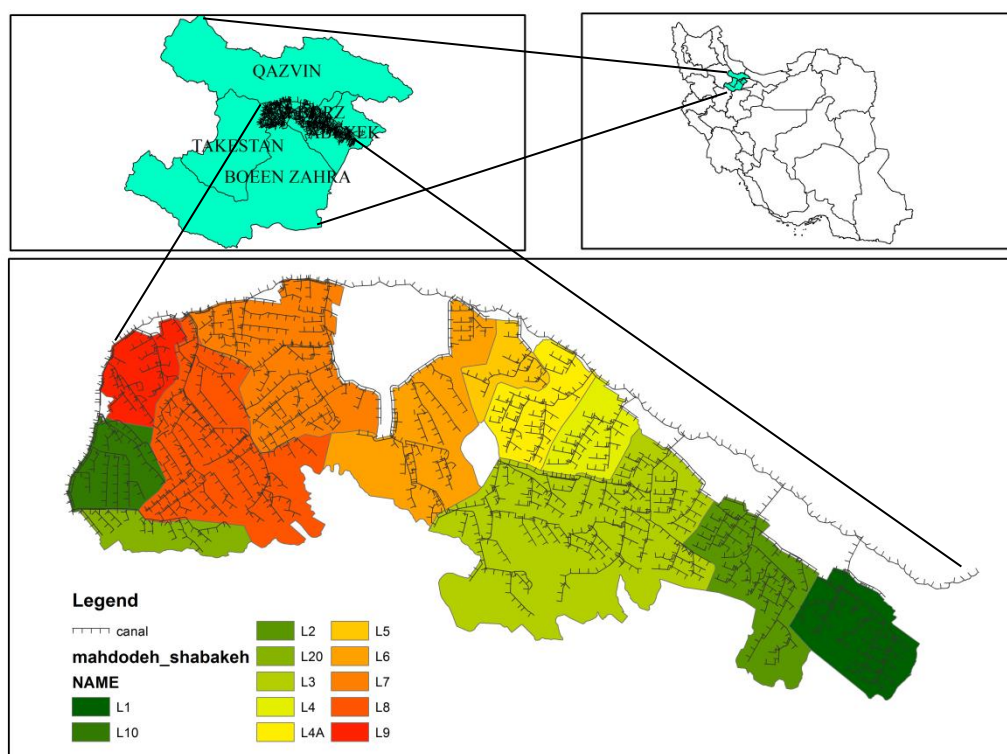 QAZVIN
TAKESTAN
BOEEN ZAHRA
Legend
canal
mahdodeh_shabakeh
NAME
L1
L10
L2
L20
L3
L4
L4A
L5
L6
L7
L8
L9